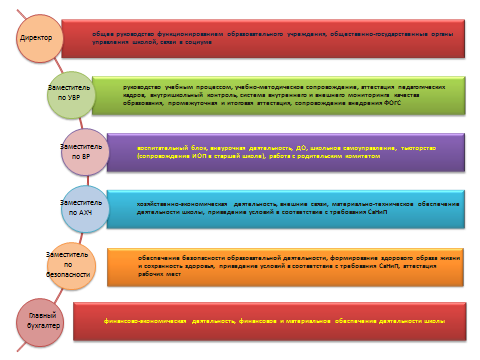 Директор
общее руководство функционированием образовательного учреждения, общественно-государственные органы
управления школой, связи в социуме
Заместитель
по УВР
руководство учебным процессом, учебно-методическое сопровождение, аттестация педагогических
кадров, внутришкольный контроль, система внутреннего и внешнего мониторинга качества
образования, промежуточная и итоговая аттестация, сопровождение внедрения ФОГС
Заместитель
по ВР
воспитательный блок, внеурочная деятельность, ДО, школьное самоуправление, тьюторство
(сопровождение ИОП в старшей школе), работа с родительским комитетом
Заместитель
по АХЧ
хозяйственно-экономическая деятельность, внешние связи, материально-техническое обеспечение
деятельности школы, приведение условий в соответствие с требования СаНиП
Заместитель
по
безопасности
обеспечение безопасности образовательной деятельности, формирование здорового образа жизни
и сохранность здоровья, приведение условий в соответствие с требования СаНиП, аттестация
рабочих мест
Главный
бухгалтер
финансово-экономическая деятельность, финансовое и материальное обеспечение деятельности школы